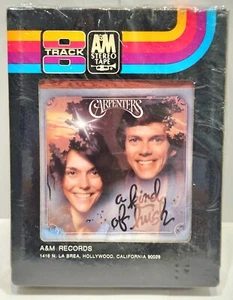 8 TRACK
A&M
STEREO
TAPE
CARPENTERS
a kind
of hush
A&M RECORDS
1416 N. LA BREA, HOLLYWOOD, CALIFORNIA 90028